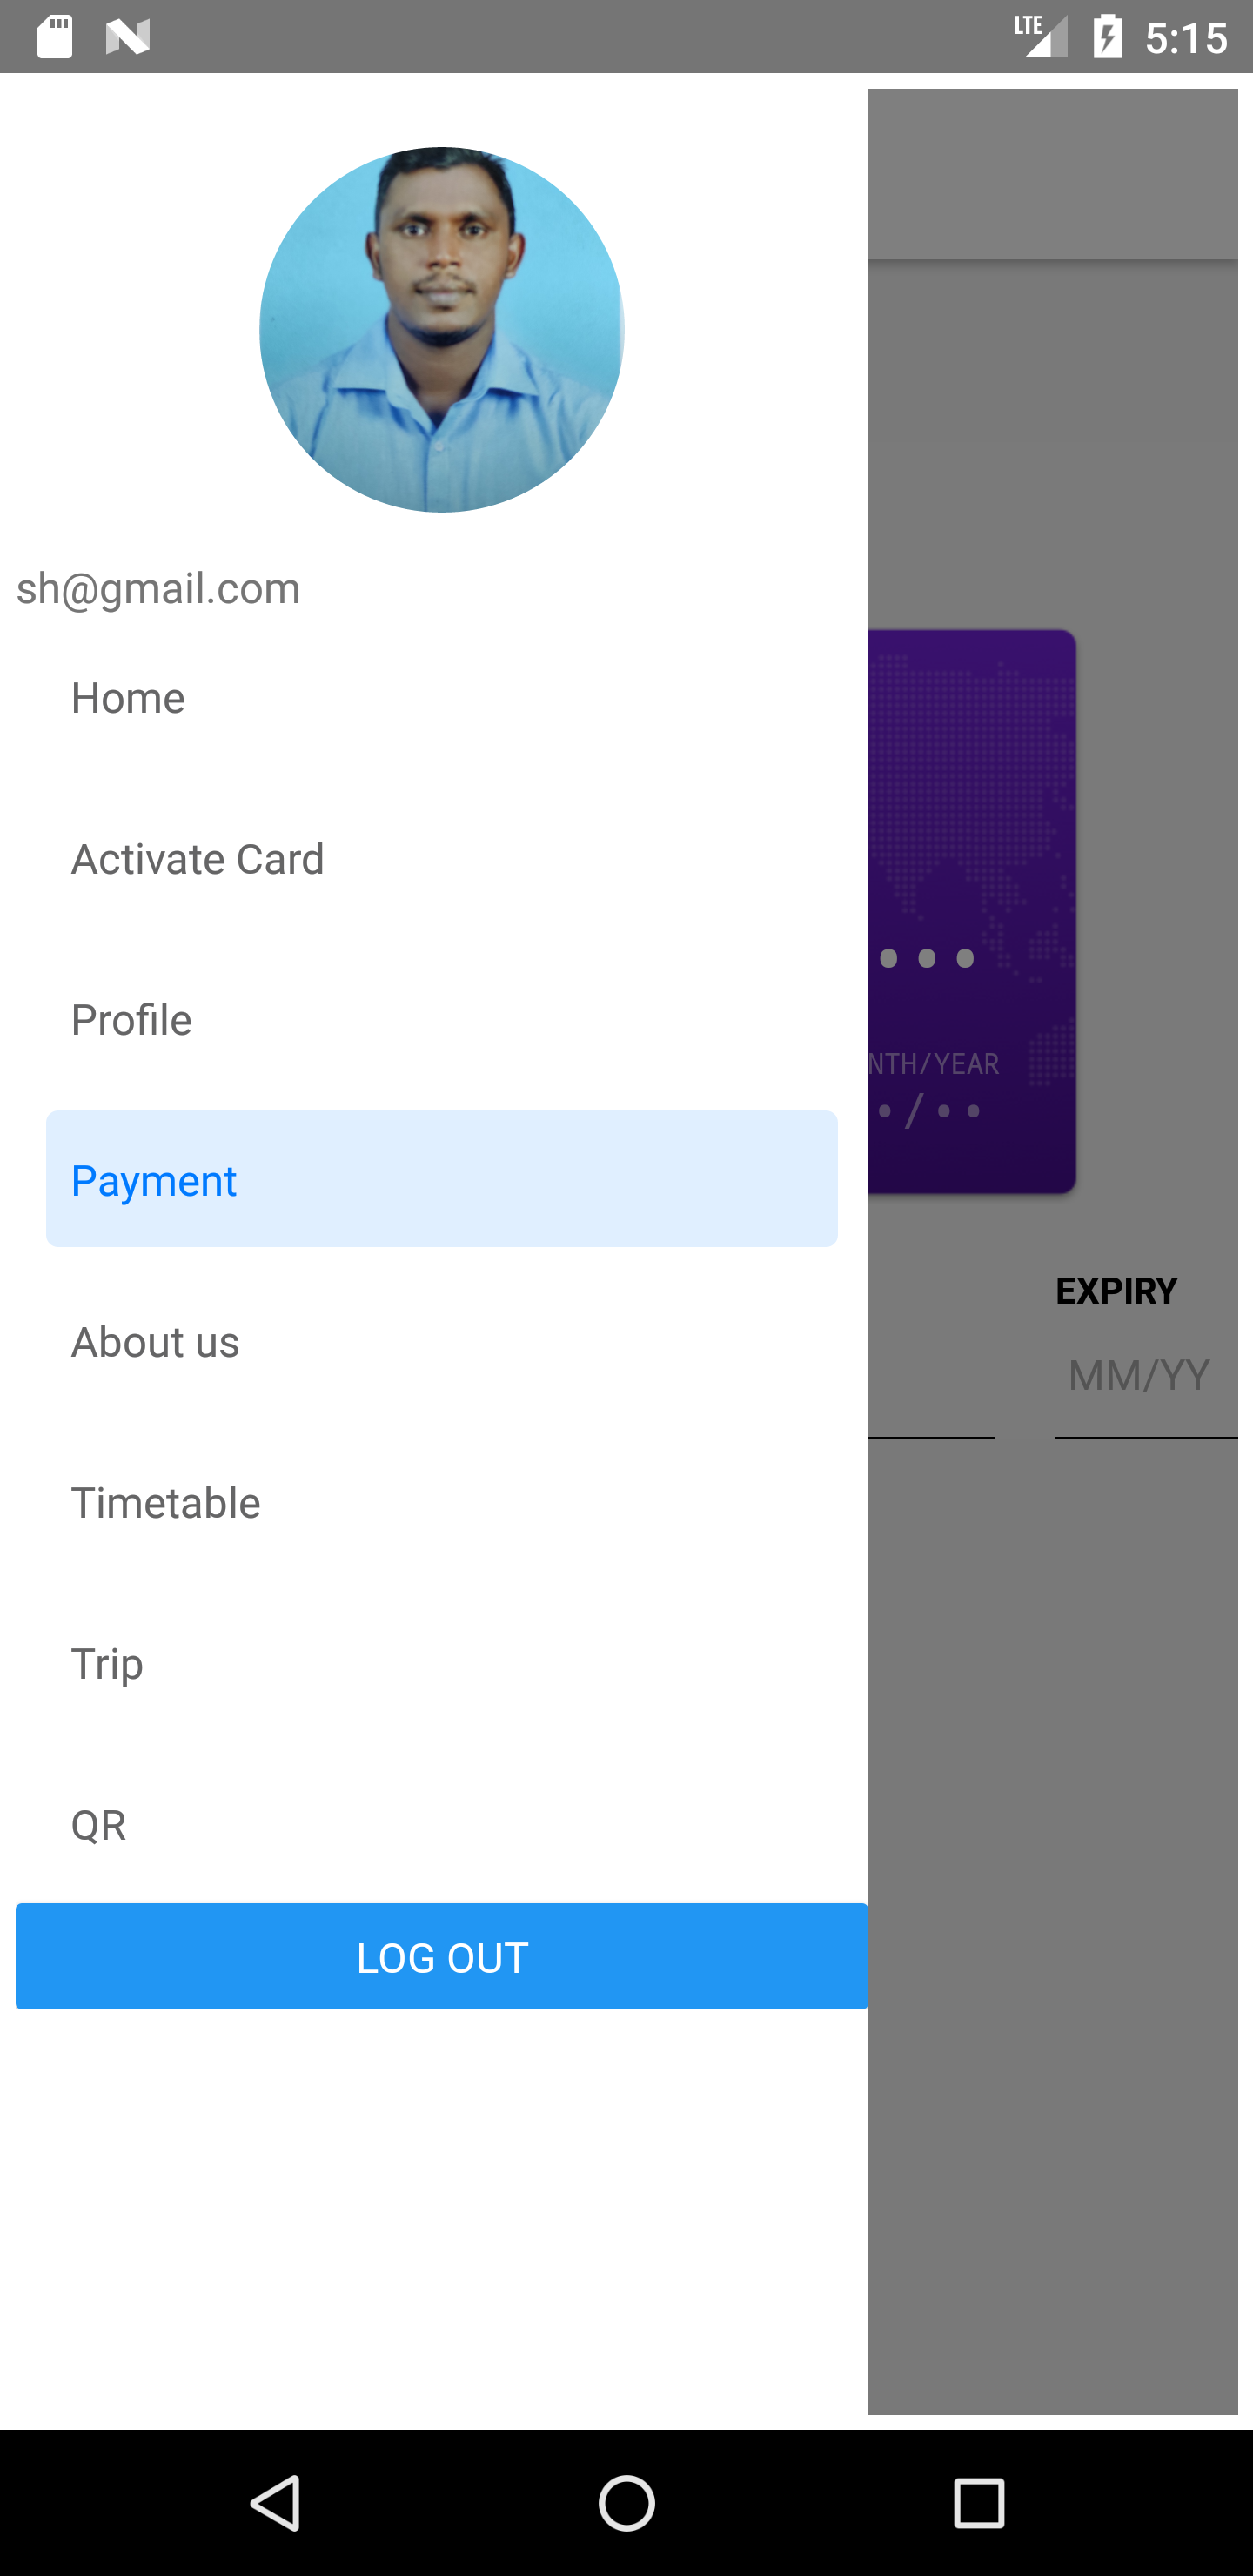 LTE 5:15
sh@gmail.com
Home
Activate Card
Profile
NTH/YEAR
••/••
Payment
EXPIRY
MM/YY
About us
Timetable
Trip
QR
LOG OUT